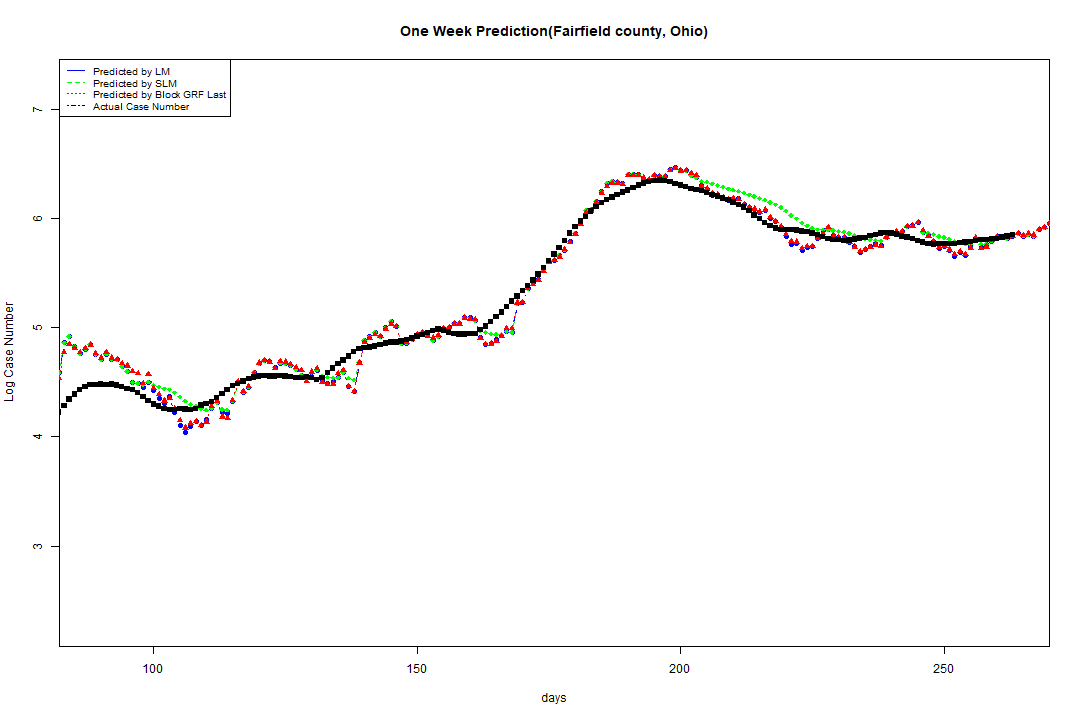 One Week Prediction(Fairfield county, Ohio)
Predicted by LM
Predicted by SLM
Predicted by Block GRF Last
Actual Case Number
7
6
5
4
3
Log Case Number
100 150 200 250
days